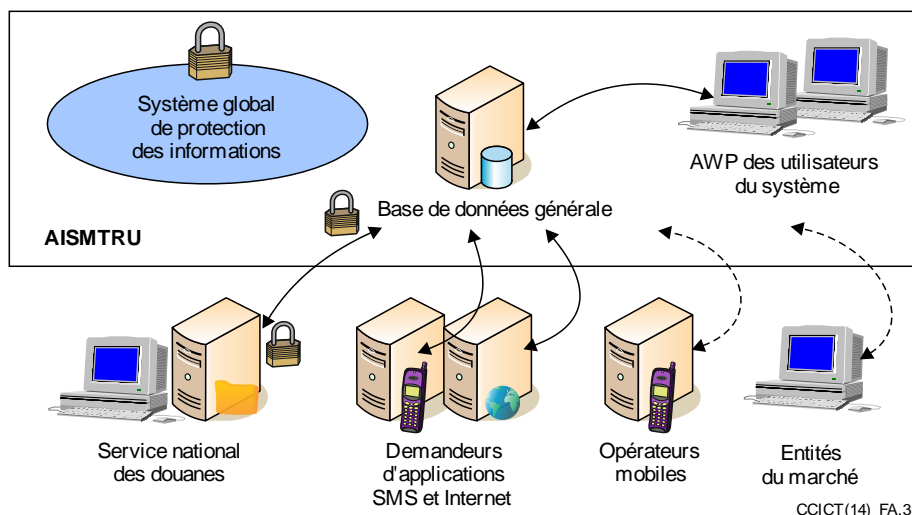 Système global
de protection
des informations
AWP des utilisateurs
du système
Base de données générale
AISMTRU
Service national
des douanes
Demandeurs
d'applications
SMS et Internet
Opérateurs
mobiles
Entités
du marché
CCICT(14)_FA.3